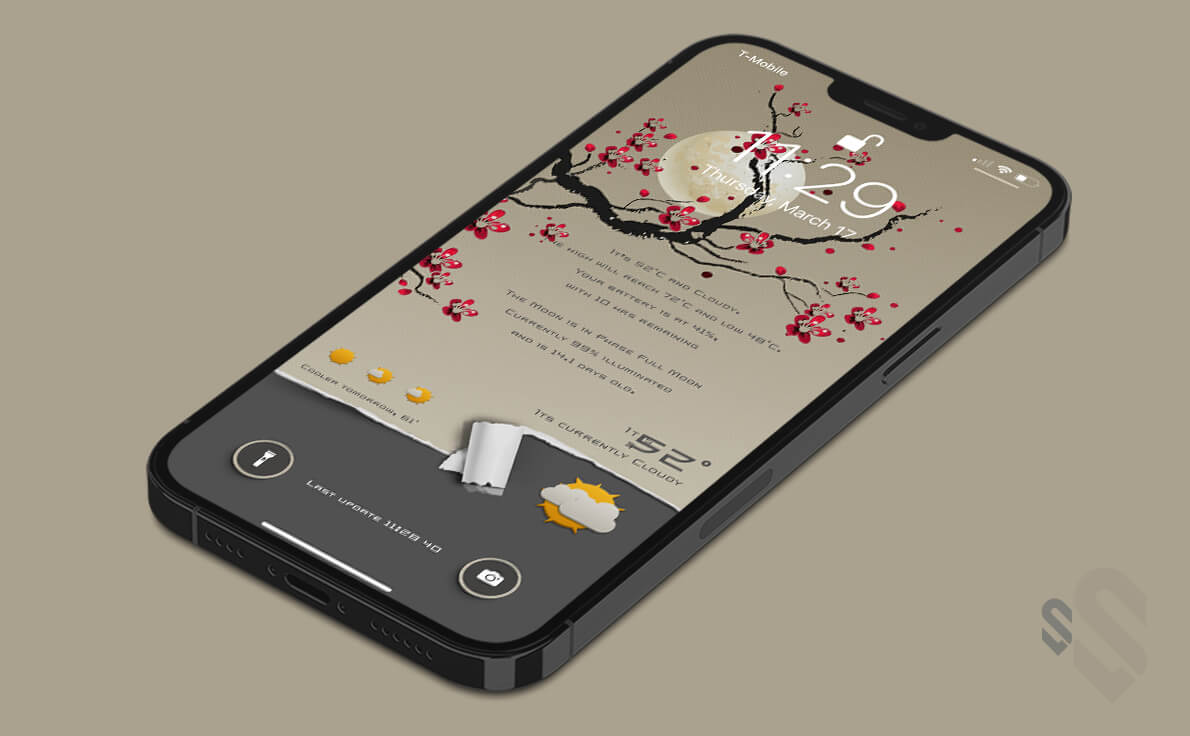 T-Mobile
11:29
Thursday, March 17
It's 52°C and Cloudy.
The high will reach 72°C and low 48°C.
Your battery is at 41%.
with 10 hrs remaining
The Moon is in Phase Full Moon
Currently 99% illuminated
and is 14.1 days old.
Cooler tomorrow. 61°
52°
Its currently Cloudy
Last update 11:28 40